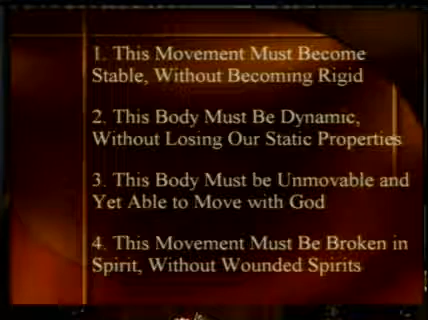 1. This Movement Must Become
Stable, Without Becoming Rigid
2. This Body Must Be Dynamic,
Without Losing Our Static Properties
3. This Body Must be Unmovable and
Yet Able to Move with God
4. This Movement Must Be Broken in
Spirit, Without Wounded Spirits